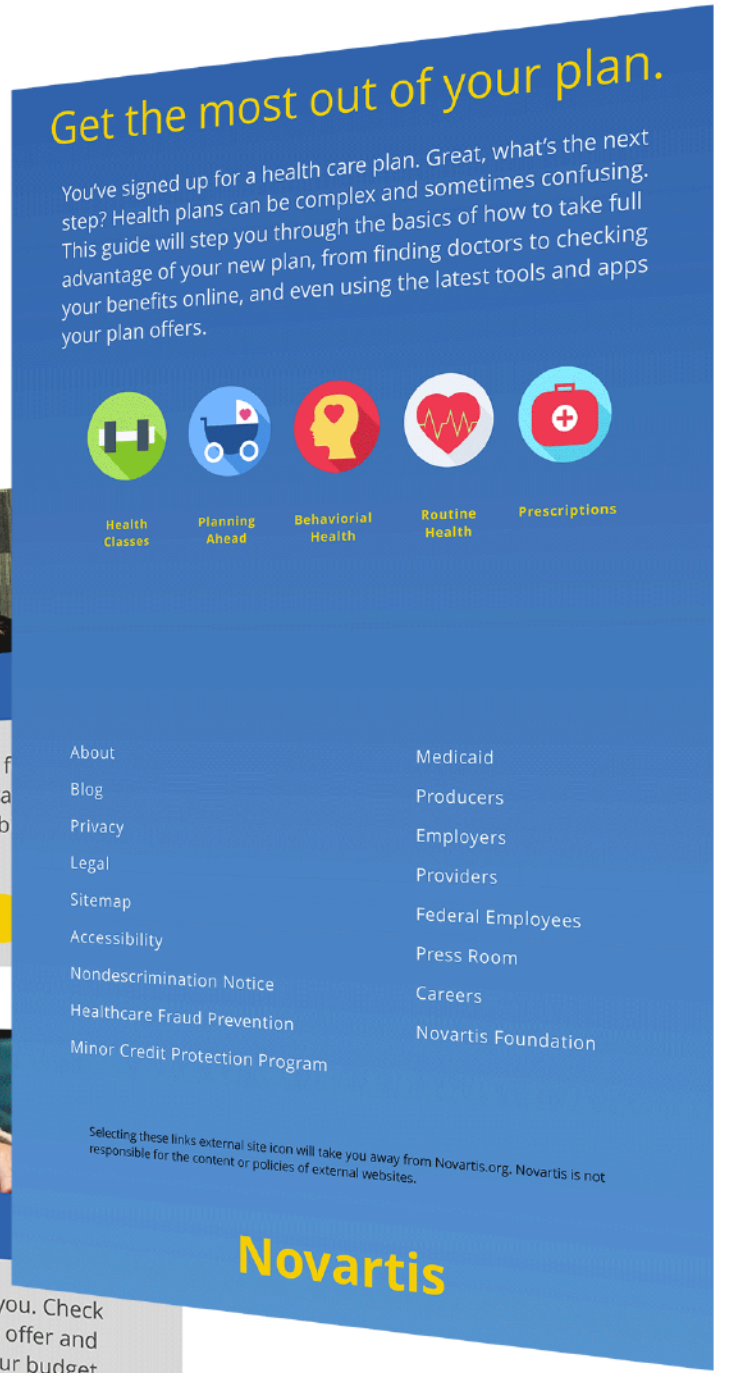 Get the most out of your plan.
You've signed up for a health care plan. Great, what's the next
step? Health plans can be complex and sometimes confusing.
This guide will step you through the basics of how to take full
advantage of your new plan, from finding doctors to checking
your benefits online, and even using the latest tools and apps
your plan offers.
Health
Classes
Planning
Ahead
Behaviorial
Health
Routine
Health
Prescriptions
About
Blog
Privacy
Legal
Sitemap
Accessibility
Nondescrimination Notice
Healthcare Fraud Prevention
Minor Credit Protection Program
Medicaid
Producers
Employers
Providers
Federal Employees
Press Room
Careers
Novartis Foundation
Selecting these links external site icon will take you away from Novartis.org. Novartis is not
responsible for the content or policies of external websites.
Novartis
you. Check
offer and
budget